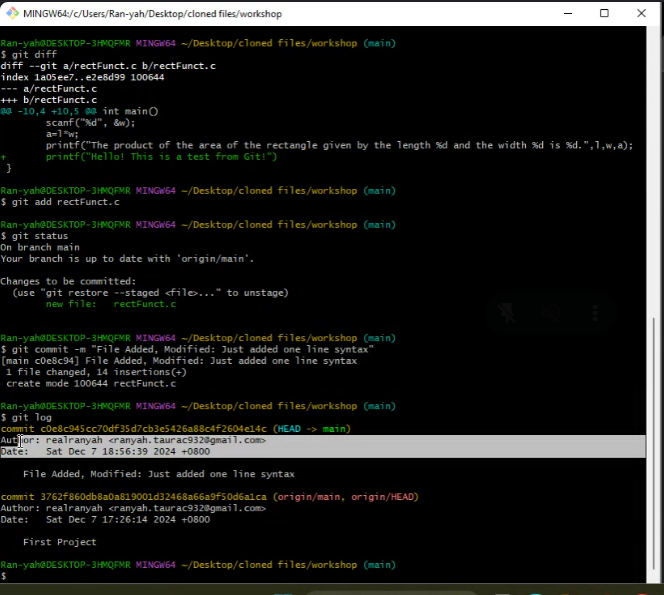 MINGW64:/c/Users/Ran-yah/Desktop/cloned files/workshop
Ran-yah@DESKTOP-3HMQFMR MINGW64 ~/Desktop/cloned files/workshop (main)
$ git diff
diff --git a/rectFunct.c b/rectFunct.c
index 1a05ee7..e2e8d99 100644
--- a/rectFunct.c
+++ b/rectFunct.c
@@ -10,4 +10,5 @@ int main()
scanf("%d", &w);
a=l*w;
printf("The product of the area of the rectangle given by the length %d and the width %d is %d.",l,w,a);
+ printf("Hello! This is a test from Git!")
}
Ran-yah@DESKTOP-3HMQFMR MINGW64 ~/Desktop/cloned files/workshop (main)
$ git add rectFunct.c
Ran-yah@DESKTOP-3HMQFMR MINGW64 ~/Desktop/cloned files/workshop (main)
$ git status
On branch main
Your branch is up to date with 'origin/main'.
Changes to be committed:
(use "git restore --staged <file>..." to unstage)
new file: rectFunct.c
Ran-yah@DESKTOP-3HMQFMR MINGW64 ~/Desktop/cloned files/workshop (main)
$ git commit -m "File Added, Modified: Just added one line syntax"
[main c0e8c94] File Added, Modified: Just added one line syntax
1 file changed, 14 insertions(+)
create mode 100644 rectFunct.c
Ran-yah@DESKTOP-3HMQFMR MINGW64 ~/Desktop/cloned files/workshop (main)
$ git log
commit c0e8c945cc70df35d7cb3e5426a88c4f2604e14c (HEAD -> main)
Author: realranyah <ranyah.taurac932@gmail.com>
Date: Sat Dec 7 18:56:39 2024 +0800
File Added, Modified: Just added one line syntax
commit 3762f860db8a0a819001d32468a66a9f50d6a1ca (origin/main, origin/HEAD)
Author: realranyah <ranyah.taurac932@gmail.com>
Date: Sat Dec 7 17:26:14 2024 +0800
First Project
Ran-yah@DESKTOP-3HMQFMR MINGW64 ~/Desktop/cloned files/workshop (main)
$